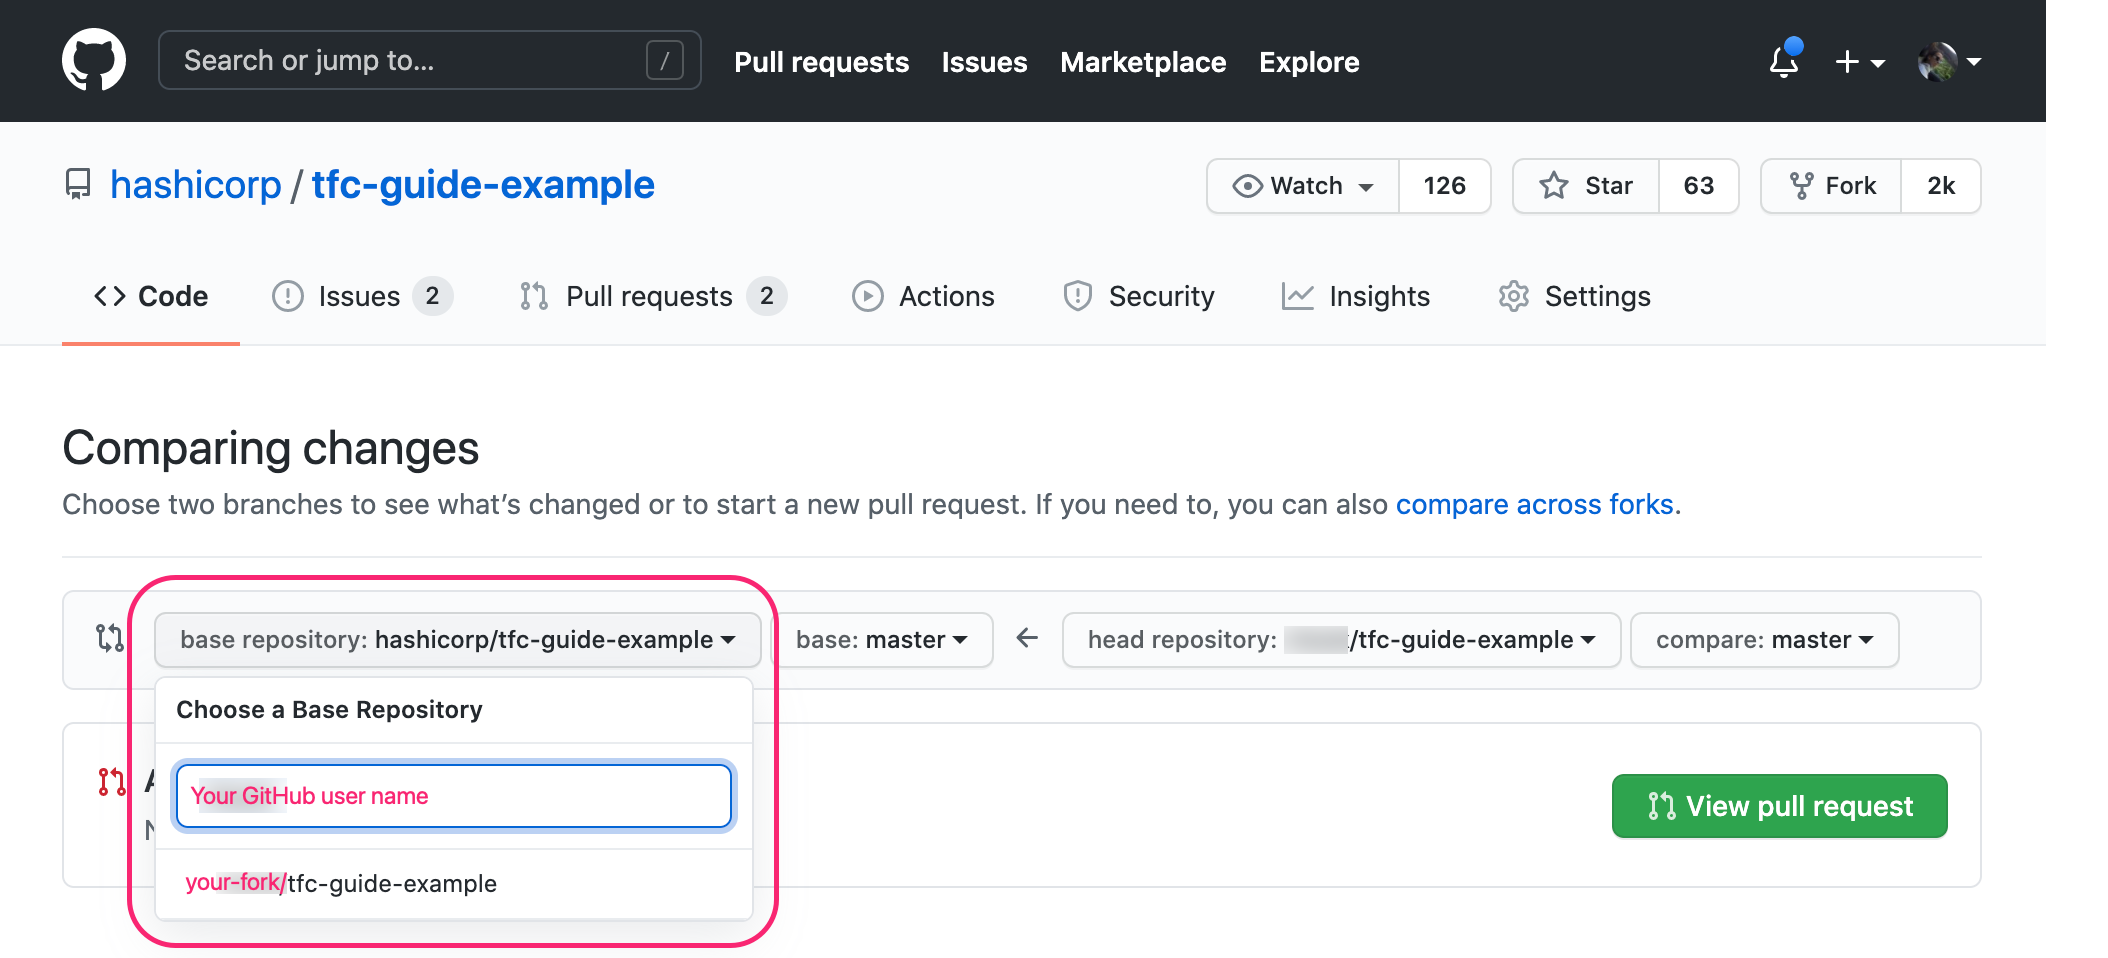 Search or jump to... /
Pull requests Issues Marketplace Explore
hashicorp / tfc-guide-example
Watch 126 Star 63 Fork 2k
Code Issues 2 Pull requests 2 Actions Security Insights Settings
Comparing changes
Choose two branches to see what's changed or to start a new pull request. If you need to, you can also compare across forks.
base repository: hashicorp/tfc-guide-example base: master head repository: /tfc-guide-example compare: master
Choose a Base Repository
Your GitHub user name
View pull request
your-fork/tfc-guide-example